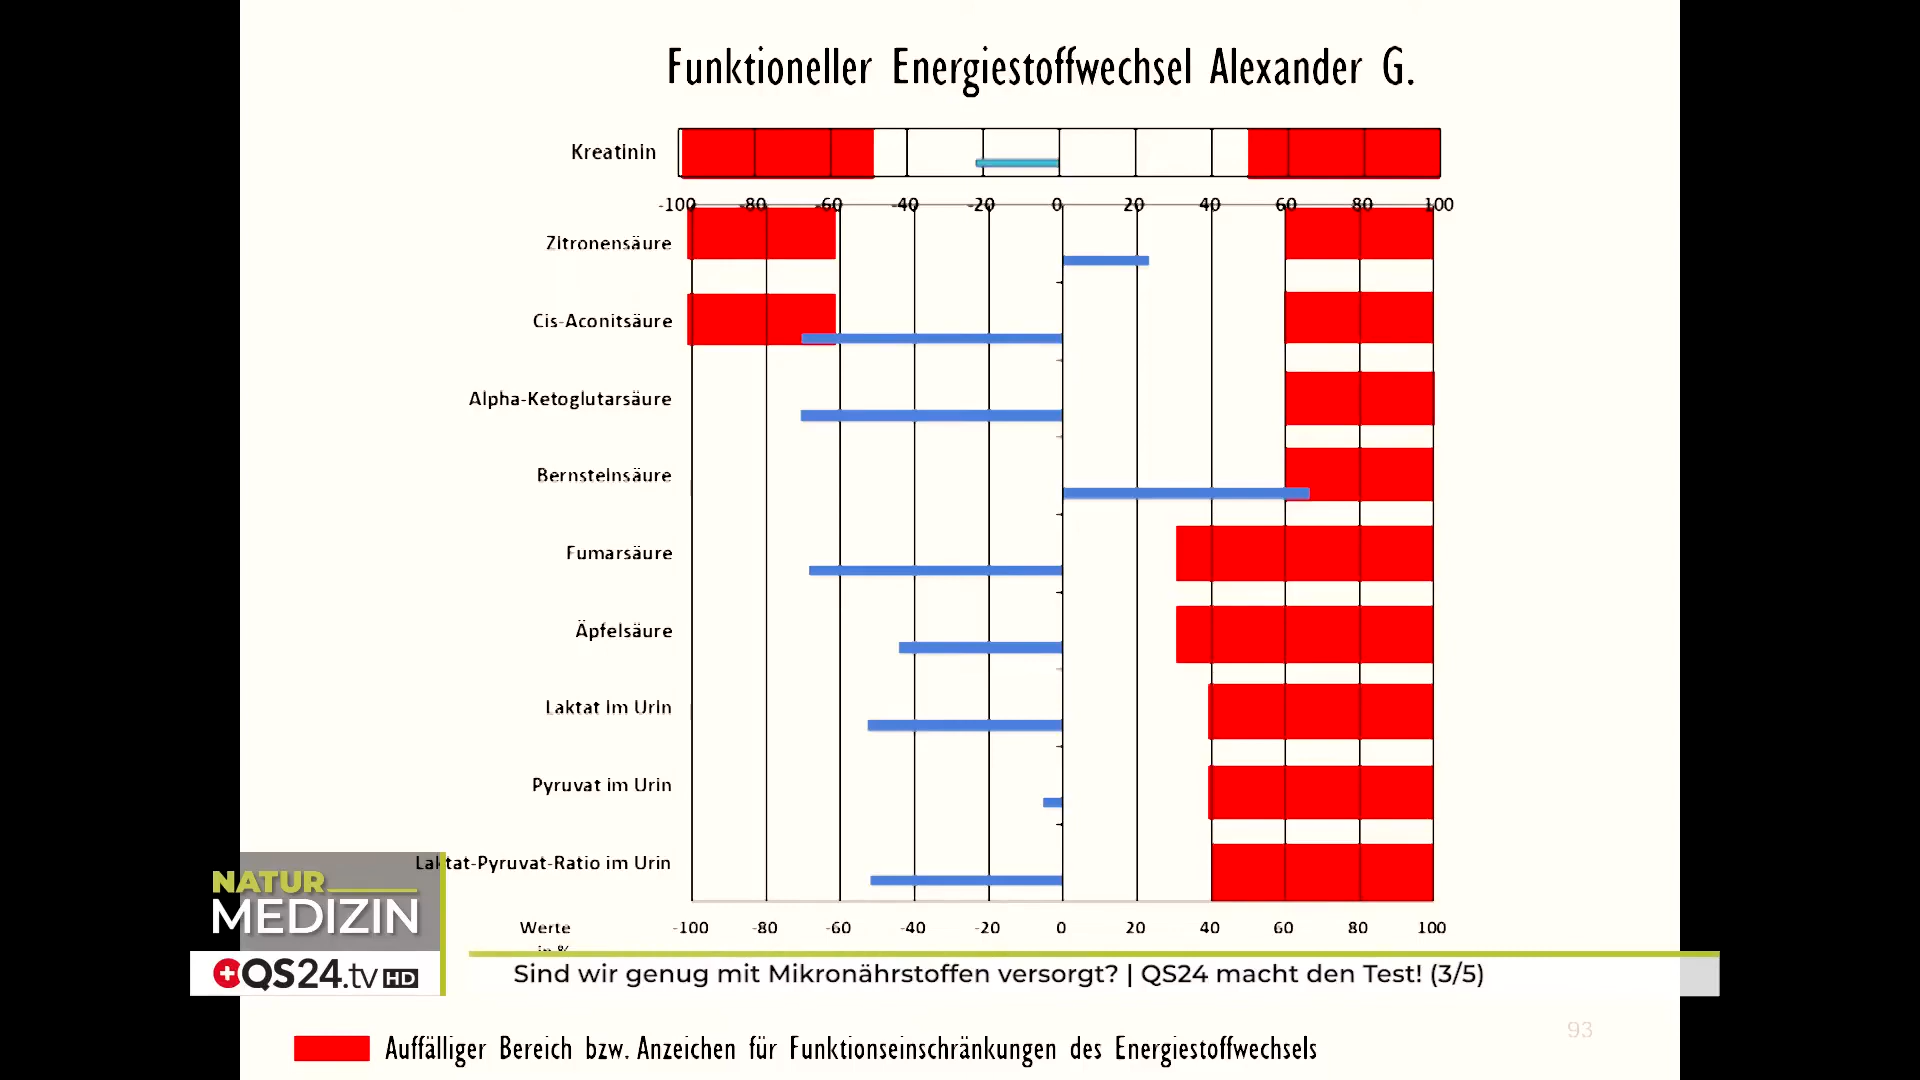 Funktioneller Energiestoffwechsel Alexander G.
Kreatinin
-100 -80 -60 -40 -20 0 20 40 60 80 100
Zitronensäure
Cis-Aconitsäure
Alpha-Ketoglutarsäure
Bernsteinsäure
Fumarsäure
Äpfelsäure
Laktat im Urin
Pyruvat im Urin
Laktat-Pyruvat-Ratio im Urin
Werte -100 -80 -60 -40 -20 0 20 40 60 80 100
in %
NATUR
MEDIZIN
QS24.tv HD
Sind wir genug mit Mikronährstoffen versorgt? | QS24 macht den Test! (3/5)
93
Auffälliger Bereich bzw. Anzeichen für Funktionseinschränkungen des Energiestoffwechsels